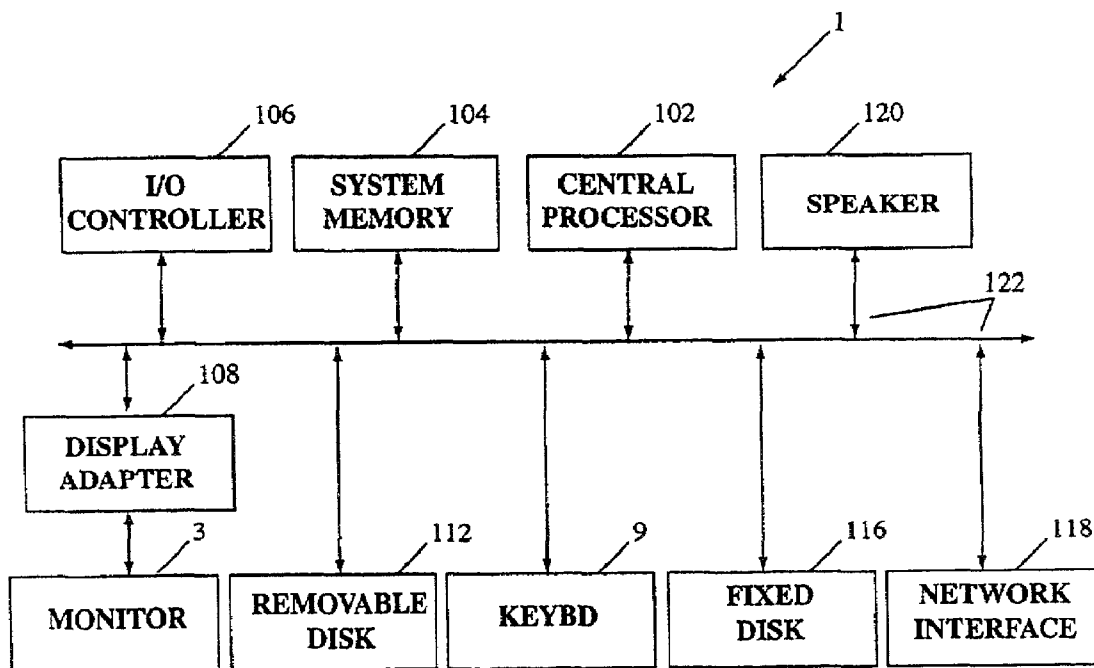 1
106
104
102
120
I/O
CONTROLLER
SYSTEM
MEMORY
CENTRAL
PROCESSOR
SPEAKER
122
108
DISPLAY
ADAPTER
3
112
9
116
118
MONITOR
REMOVABLE
DISK
KEYBD
FIXED
DISK
NETWORK
INTERFACE